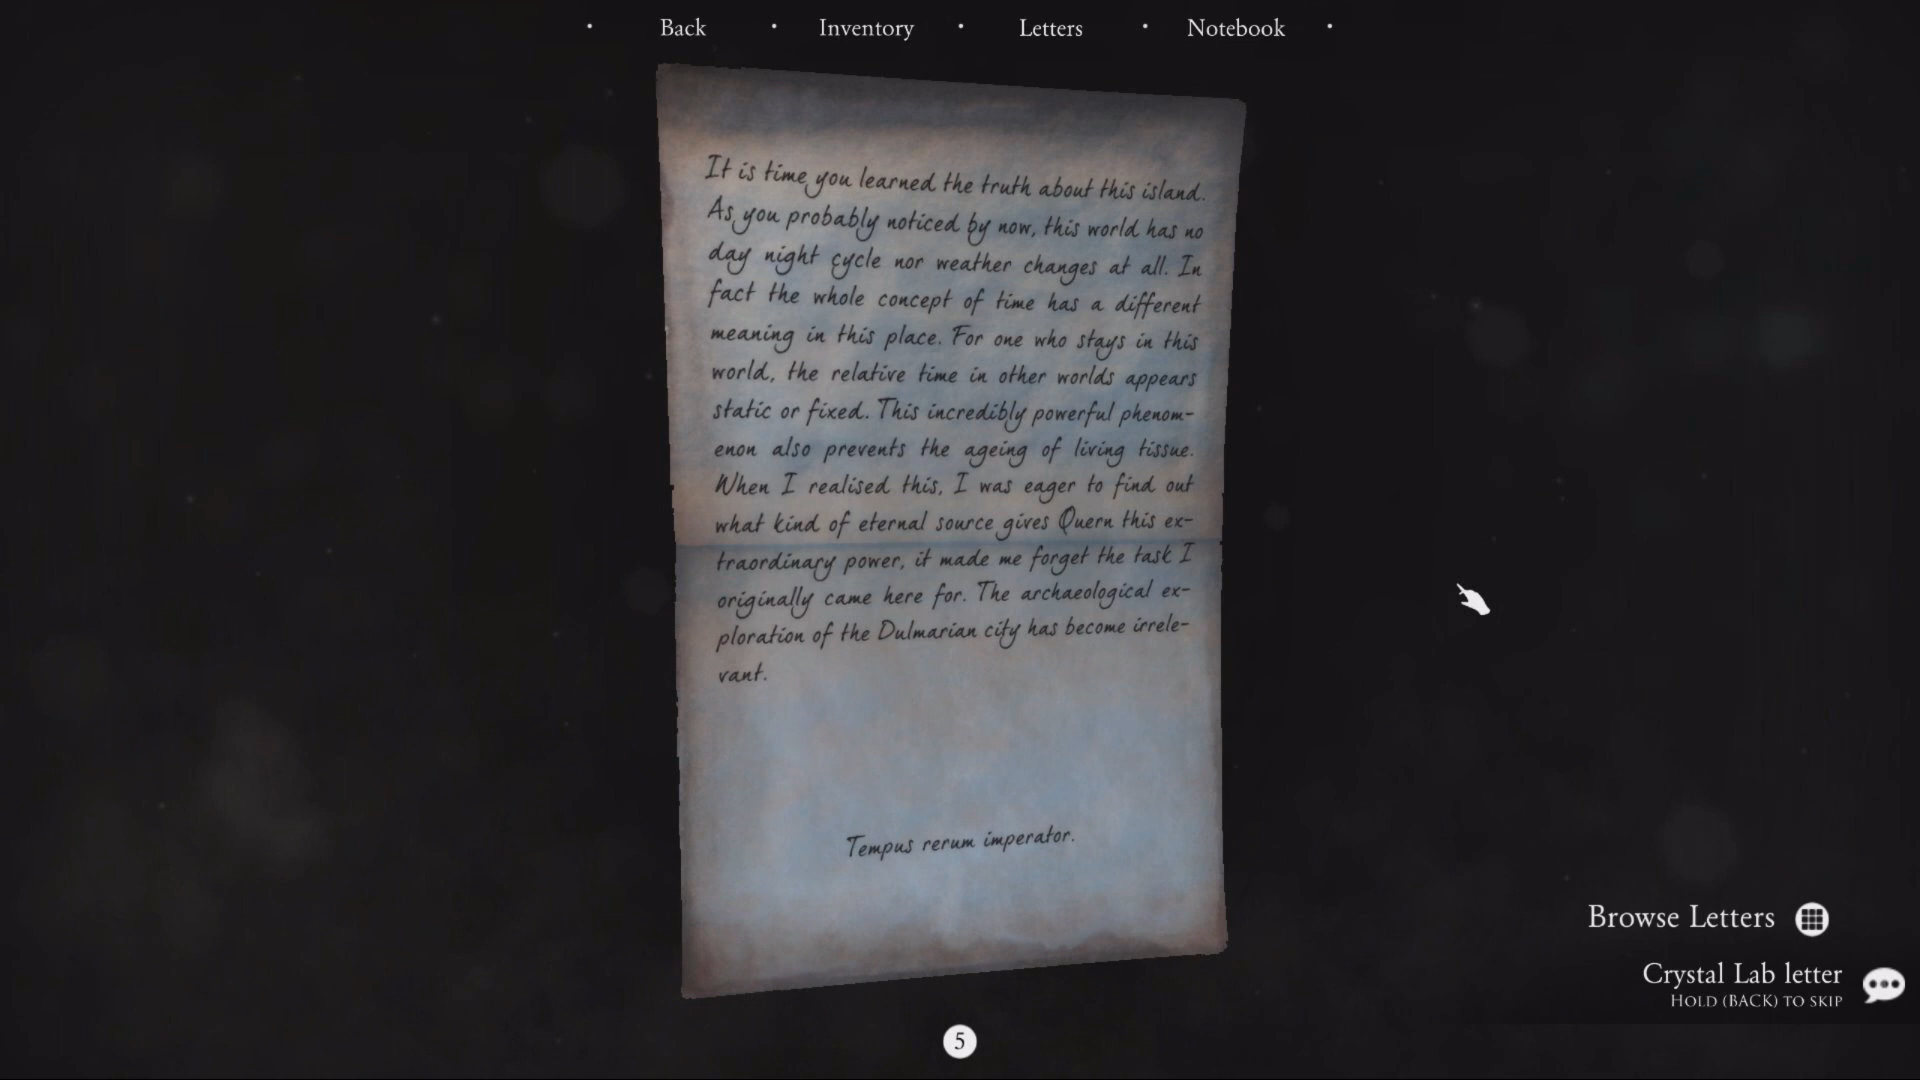 Back
Inventory
Letters
Notebook
It is time you learned the truth about this island.
As you probably noticed by now, this world has no
day night cycle nor weather changes at all. In
fact the whole concept of time has a different
meaning in this place. For one who stays in this
world, the relative time in other worlds appears
static or fixed. This incredibly powerful phenom-
enon also prevents the ageing of living tissue.
When I realised this, I was eager to find out
what kind of eternal source gives Quern this ex-
traordinary power, it made me forget the task I
originally came here for. The archaeological ex-
ploration of the Dulmarian city has become irrele-
vant.
Tempus rerum imperator.
Browse Letters
Crystal Lab letter
HOLD (BACK) TO SKIP
5